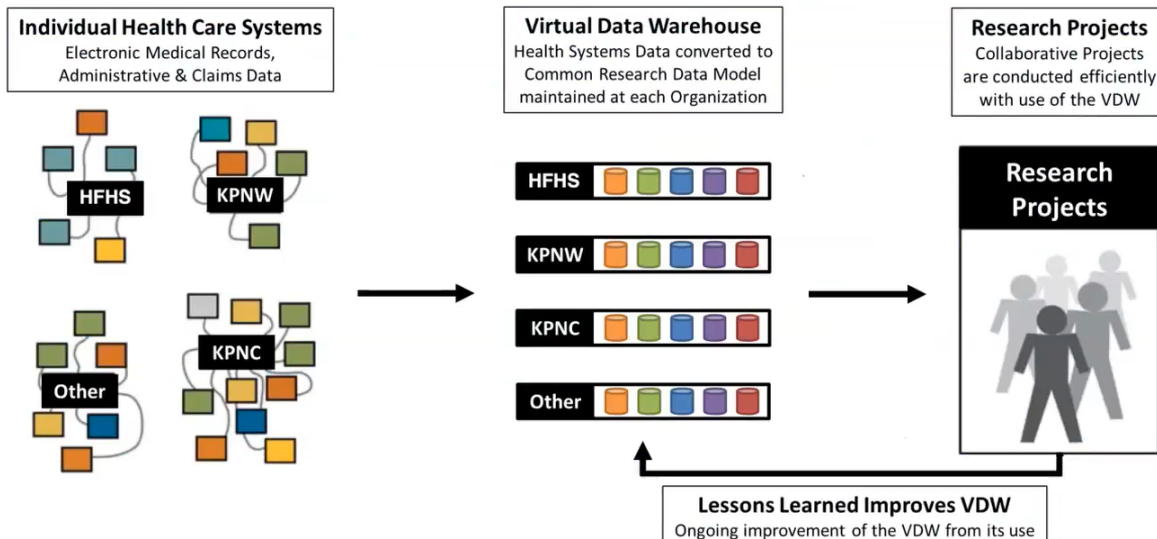 Individual Health Care Systems
Electronic Medical Records,
Administrative & Claims Data
Virtual Data Warehouse
Health Systems Data converted to
Common Research Data Model
maintained at each Organization
Research Projects
Collaborative Projects
are conducted efficiently
with use of the VDW
HFHS
KPNW
Other
KPNC
HFHS
KPNW
KPNC
Other
Research
Projects
Lessons Learned Improves VDW
Ongoing improvement of the VDW from its use